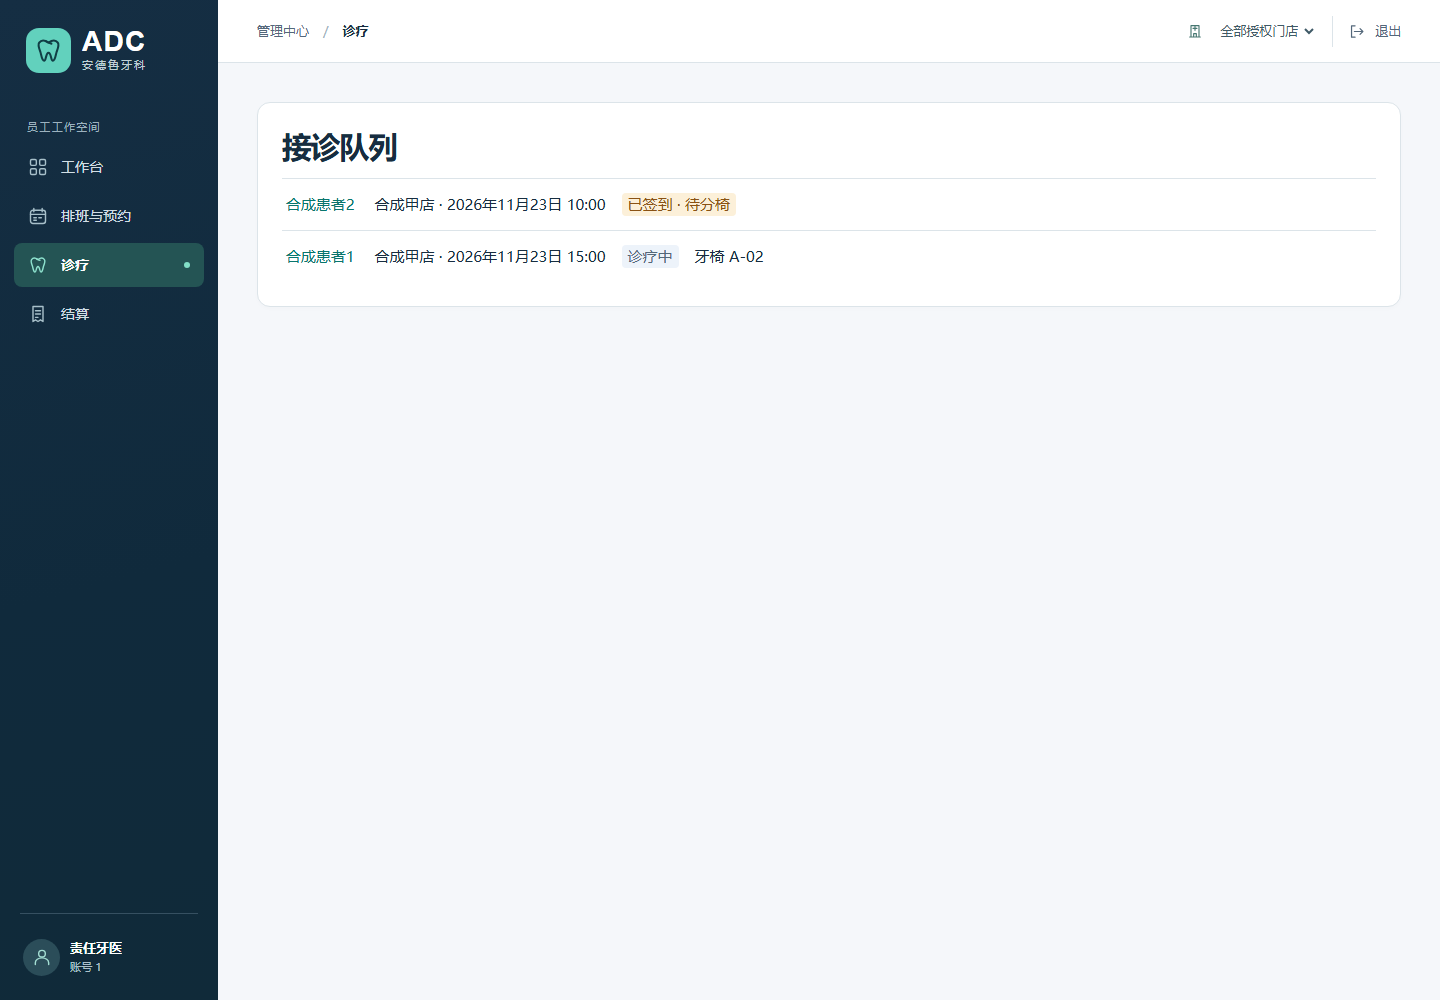 ADC
安德鲁牙科
员工工作空间
工作台
排班与预约
诊疗
结算
责任牙医
账号 1
管理中心 / 诊疗
全部授权门店
退出
接诊队列
合成患者2 合成甲店 · 2026年11月23日 10:00 已签到 · 待分椅
合成患者1 合成甲店 · 2026年11月23日 15:00 诊疗中 牙椅 A-02